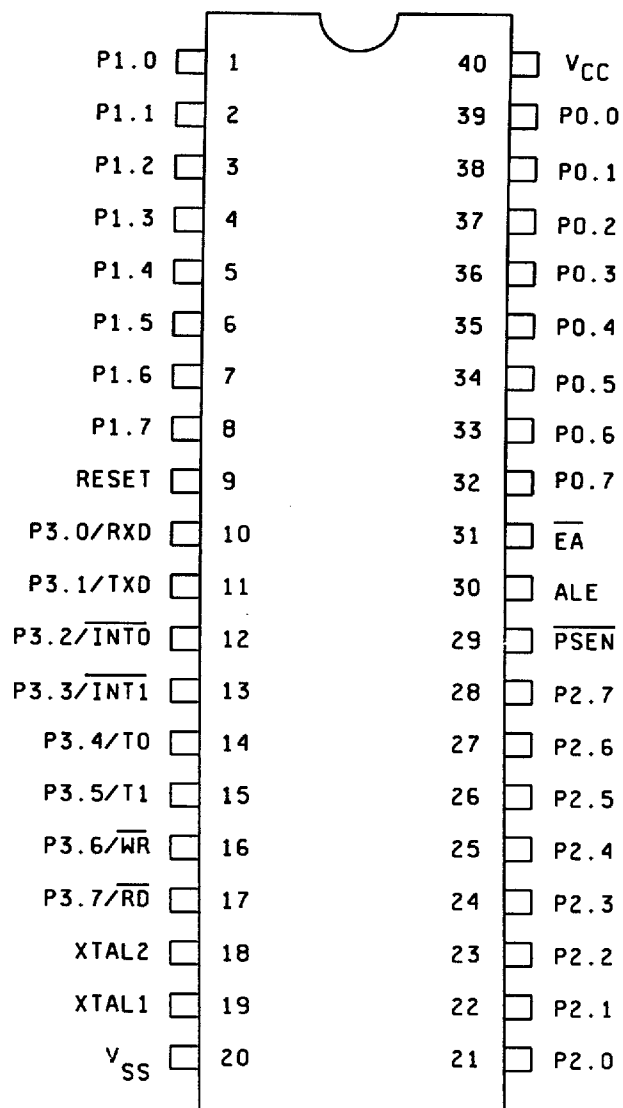 P1.0 1 40 VCC
P1.1 2 39 P0.0
P1.2 3 38 P0.1
P1.3 4 37 P0.2
P1.4 5 36 P0.3
P1.5 6 35 P0.4
P1.6 7 34 P0.5
P1.7 8 33 P0.6
RESET 9 32 P0.7
P3.0/RXD 10 31 E̅A̅
P3.1/TXD 11 30 ALE
P3.2/I̅N̅T̅0̅ 12 29 P̅S̅E̅N̅
P3.3/I̅N̅T̅1̅ 13 28 P2.7
P3.4/T0 14 27 P2.6
P3.5/T1 15 26 P2.5
P3.6/W̅R̅ 16 25 P2.4
P3.7/R̅D̅ 17 24 P2.3
XTAL2 18 23 P2.2
XTAL1 19 22 P2.1
VSS 20 21 P2.0